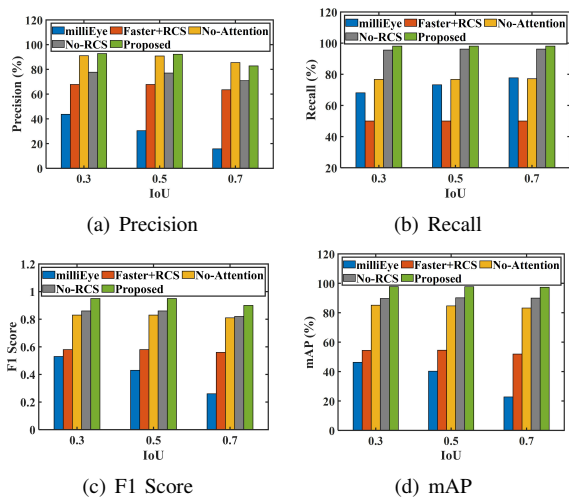 milliEye Faster+RCS No-Attention
No-RCS Proposed
Precision (%)
120
100
80
60
40
20
0
0.3 0.5 0.7
IoU
(a) Precision
milliEye Faster+RCS No-Attention
No-RCS Proposed
Recall (%)
120
100
80
60
40
20
0.3 0.5 0.7
IoU
(b) Recall
milliEye Faster+RCS No-Attention
No-RCS Proposed
F1 Score
1.2
1
0.8
0.6
0.4
0.2
0
0.3 0.5 0.7
IoU
(c) F1 Score
milliEye Faster+RCS No-Attention
No-RCS Proposed
mAP (%)
120
100
80
60
40
20
0
0.3 0.5 0.7
IoU
(d) mAP